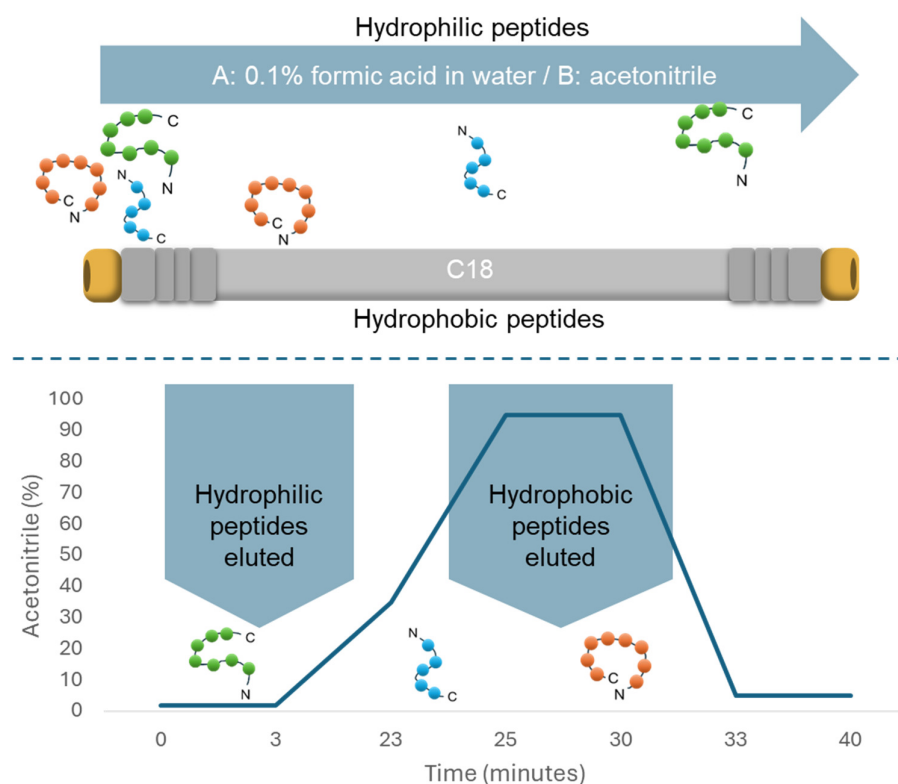 Hydrophilic peptides
A: 0.1% formic acid in water / B: acetonitrile
C
N
N
C
N
C
C
N
N
C
C
N
C18
Hydrophobic peptides
Acetonitrile (%)
100
90
80
70
60
50
40
30
20
10
0
Hydrophilic
peptides
eluted
Hydrophobic
peptides
eluted
C
N
N
C
C
N
0 3 23 25 30 33 40
Time (minutes)